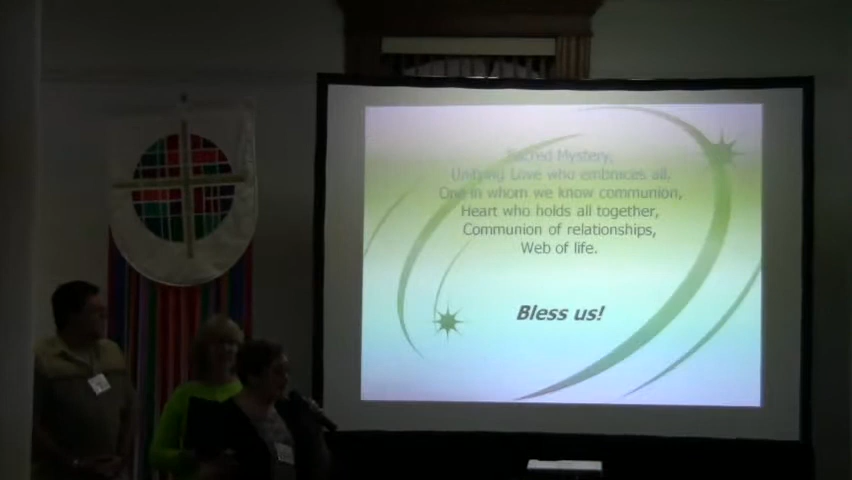 Sacred Mystery,
Undying Love who embraces all,
One in whom we know communion,
Heart who holds all together,
Communion of relationships,
Web of life.
Bless us!